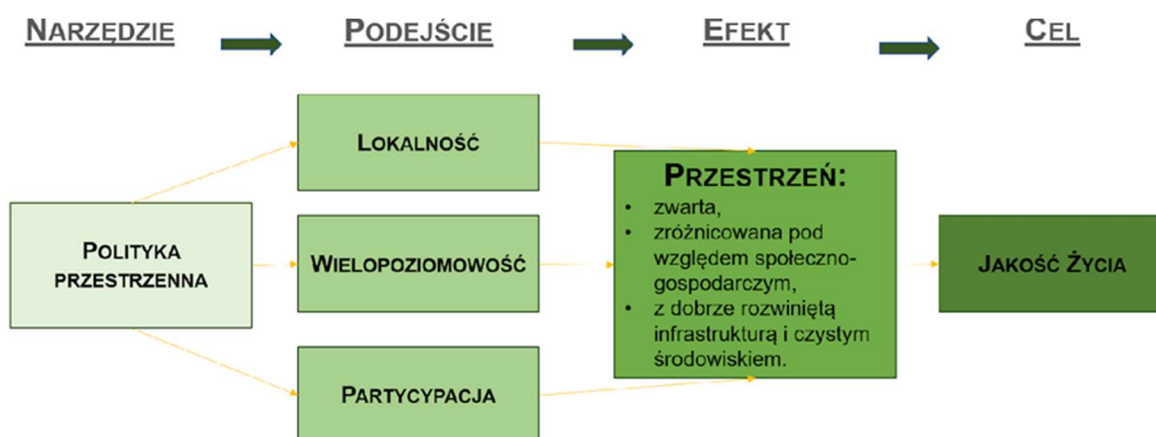 NARZĘDZIE
PODEJŚCIE
EFEKT
CEL
POLITYKA
PRZESTRZENNA
LOKALNOŚĆ
WIELOPOZIOMOWOŚĆ
PARTYCYPACJA
PRZESTRZEŃ:
• zwarta,
• zróżnicowana pod
względem społeczno-
gospodarczym,
• z dobrze rozwiniętą
infrastrukturą i czystym
środowiskiem.
JAKOŚĆ ŻYCIA